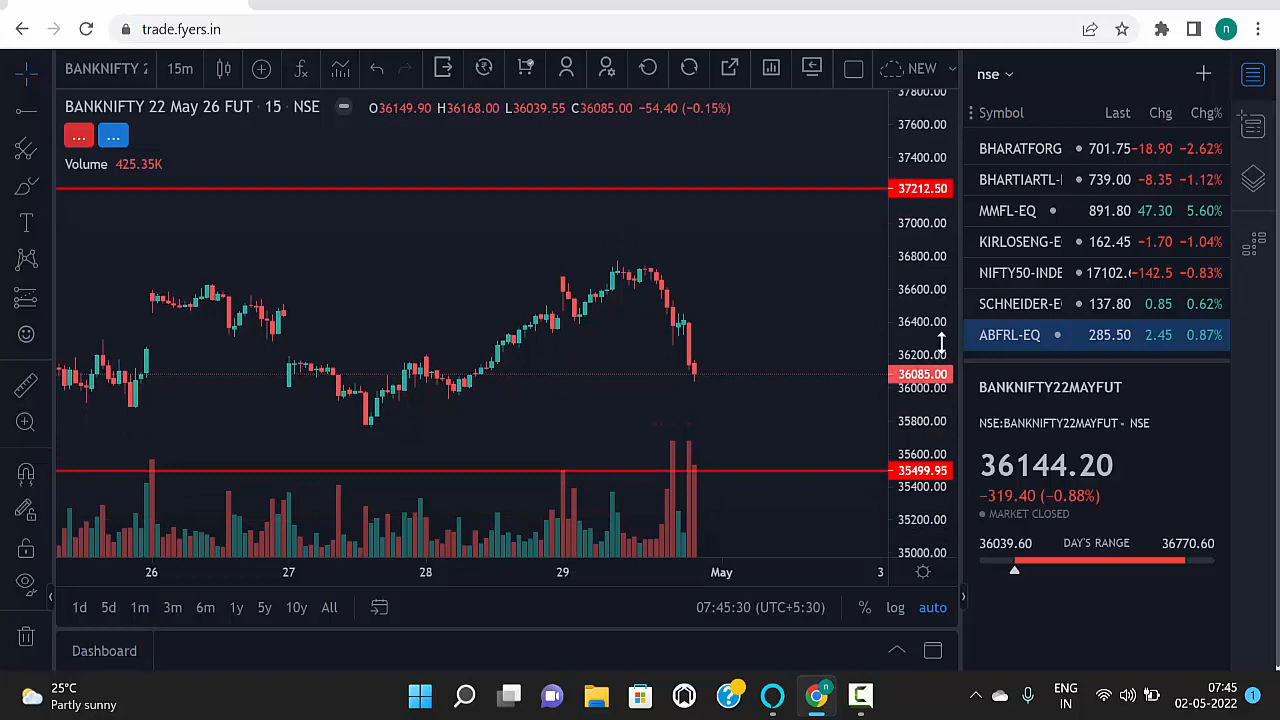 trade.fyers.in
n
BANKNIFTY 2
15m
NEW
nse
BANKNIFTY 22 May 26 FUT · 15 · NSE
O36149.90 H36168.00 L36039.55 C36085.00 −54.40 (−0.15%)
...
...
Volume 425.35K
37800.00
37600.00
37400.00
37212.50
37000.00
36800.00
36600.00
36400.00
36200.00
36085.00
36000.00
35800.00
35600.00
35499.95
35400.00
35200.00
35000.00
26 27 28 29 May 3
1d 5d 1m 3m 6m 1y 5y 10y All
07:45:30 (UTC+5:30)
% log auto
Dashboard
Symbol Last Chg Chg%
BHARATFORG 701.75 −18.90 −2.62%
BHARTIARTL- 739.00 −8.35 −1.12%
MMFL-EQ 891.80 47.30 5.60%
KIRLOSENG-E 162.45 −1.70 −1.04%
NIFTY50-INDE 17102. −142.5 −0.83%
SCHNEIDER-E 137.80 0.85 0.62%
ABFRL-EQ 285.50 2.45 0.87%
BANKNIFTY22MAYFUT
NSE:BANKNIFTY22MAYFUT • NSE
36144.20
−319.40 (−0.88%)
MARKET CLOSED
36039.60 DAY'S RANGE 36770.60
25°C
Partly sunny
n
ENG
IN
07:45
02-05-2022
1